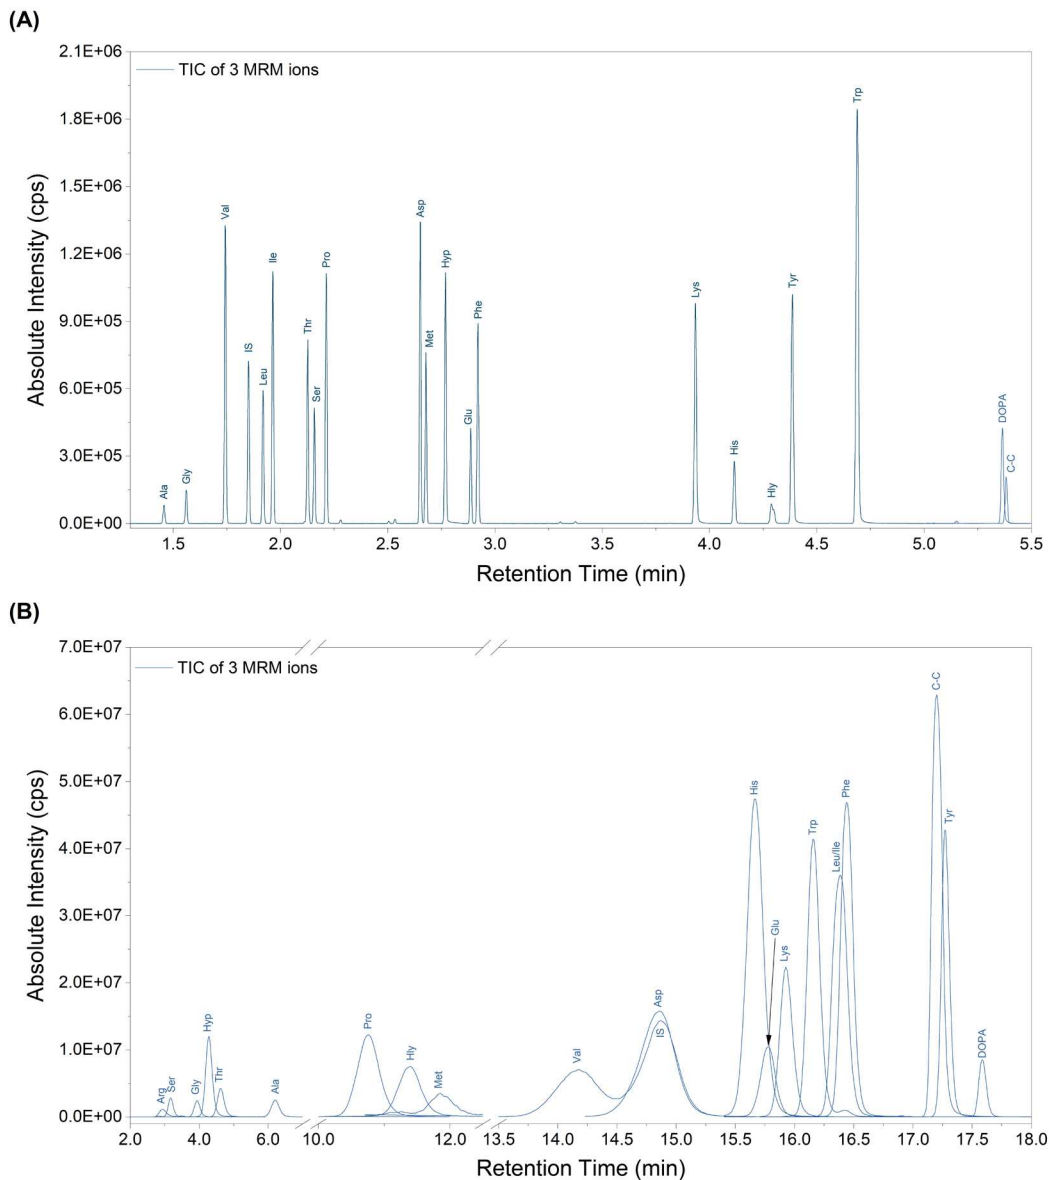 (A)
2.1E+06
TIC of 3 MRM ions
1.8E+06
1.5E+06
1.2E+06
9.0E+05
6.0E+05
3.0E+05
0.0E+00
Absolute Intensity (cps)
Ala
Gly
Val
IS
Leu
Ile
Thr
Ser
Pro
Asp
Met
Hyp
Glu
Phe
Lys
His
Hly
Tyr
Trp
DOPA
C-C
1.5 2.0 2.5 3.0 3.5 4.0 4.5 5.0 5.5
Retention Time (min)
(B)
7.0E+07
TIC of 3 MRM ions
6.0E+07
5.0E+07
4.0E+07
3.0E+07
2.0E+07
1.0E+07
0.0E+00
Absolute Intensity (cps)
Arg
Ser
Gly
Hyp
Thr
Ala
Pro
Hly
Met
Val
Asp
IS
His
Glu
Lys
Trp
Leu/Ile
Phe
C-C
Tyr
DOPA
2.0 4.0 6.0 10.0 12.0 13.5 14.0 14.5 15.0 15.5 16.0 16.5 17.0 17.5 18.0
Retention Time (min)